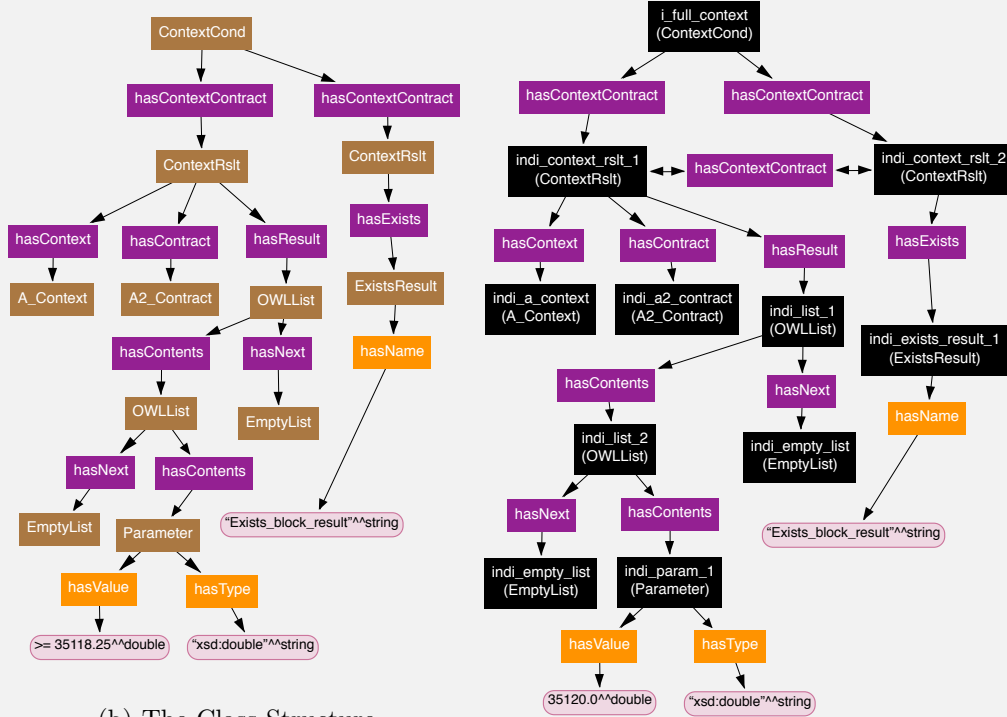 ContextCond
hasContextContract
hasContextContract
ContextRslt
ContextRslt
hasContext
hasContract
hasResult
hasExists
A_Context
A2_Contract
OWLList
ExistsResult
hasContents
hasNext
hasName
OWLList
EmptyList
hasNext
hasContents
EmptyList
Parameter
"Exists_block_result"^^string
hasValue
hasType
>= 35118.25^^double
"xsd:double"^^string
(b) The Class Structure
i_full_context
(ContextCond)
hasContextContract
hasContextContract
indi_context_rslt_1
(ContextRslt)
hasContextContract
indi_context_rslt_2
(ContextRslt)
hasContext
hasContract
hasResult
hasExists
indi_a_context
(A_Context)
indi_a2_contract
(A2_Contract)
indi_list_1
(OWLList)
indi_exists_result_1
(ExistsResult)
hasContents
hasNext
hasName
indi_list_2
(OWLList)
indi_empty_list
(EmptyList)
hasNext
hasContents
"Exists_block_result"^^string
indi_empty_list
(EmptyList)
indi_param_1
(Parameter)
hasValue
hasType
35120.0^^double
"xsd:double"^^string